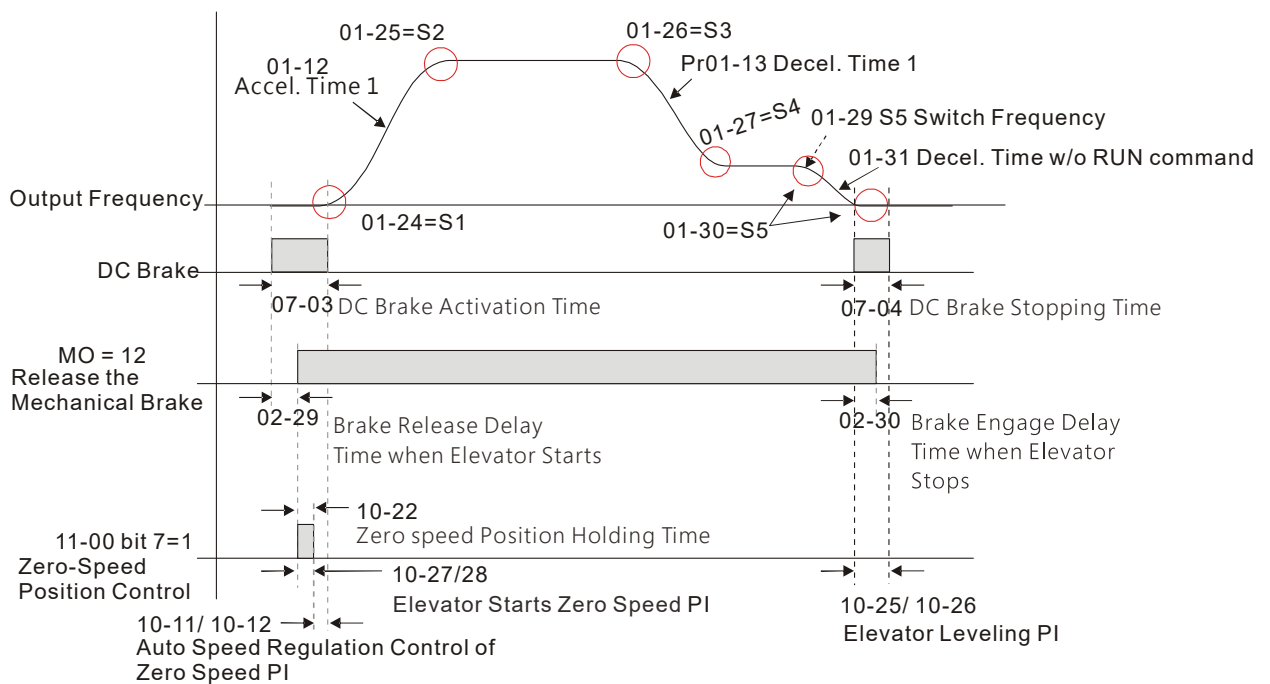 01-25=S2
01-26=S3
01-12
Accel. Time 1
Pr01-13 Decel. Time 1
01-27=S4
01-29 S5 Switch Frequency
01-31 Decel. Time w/o RUN command
Output Frequency
01-24=S1
01-30=S5
DC Brake
07-03 DC Brake Activation Time
07-04 DC Brake Stopping Time
MO = 12
Release the
Mechanical Brake
02-29
Brake Release Delay
Time when Elevator Starts
02-30
Brake Engage Delay
Time when Elevator
Stops
10-22
Zero speed Position Holding Time
11-00 bit 7=1
Zero-Speed
Position Control
10-27/28
Elevator Starts Zero Speed PI
10-25/ 10-26
Elevator Leveling PI
10-11/ 10-12
Auto Speed Regulation Control of
Zero Speed PI